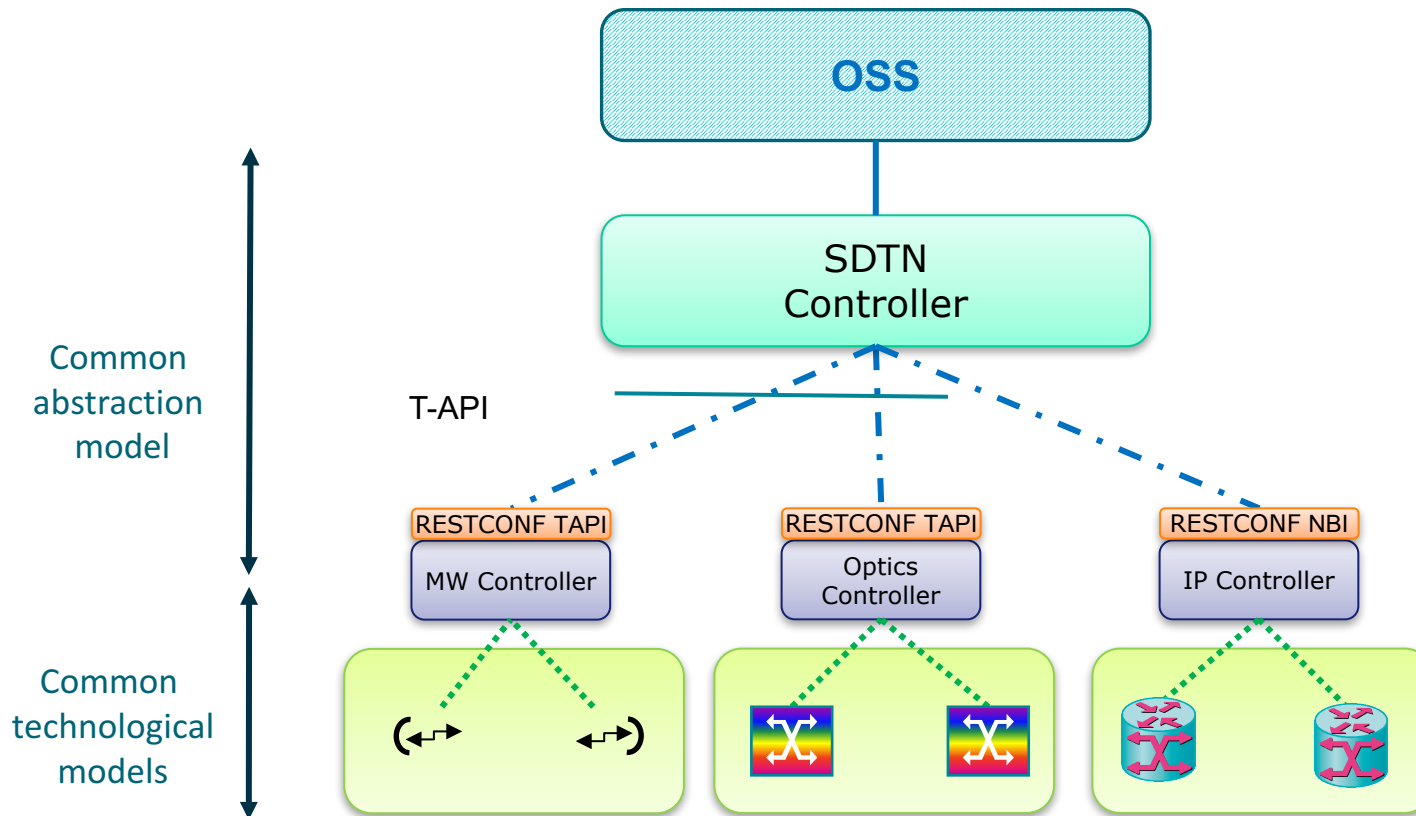 OSS
SDTN
Controller
Common
abstraction
model
T-API
RESTCONF TAPI
RESTCONF TAPI
RESTCONF NBI
MW Controller
Optics
Controller
IP Controller
Common
technological
models